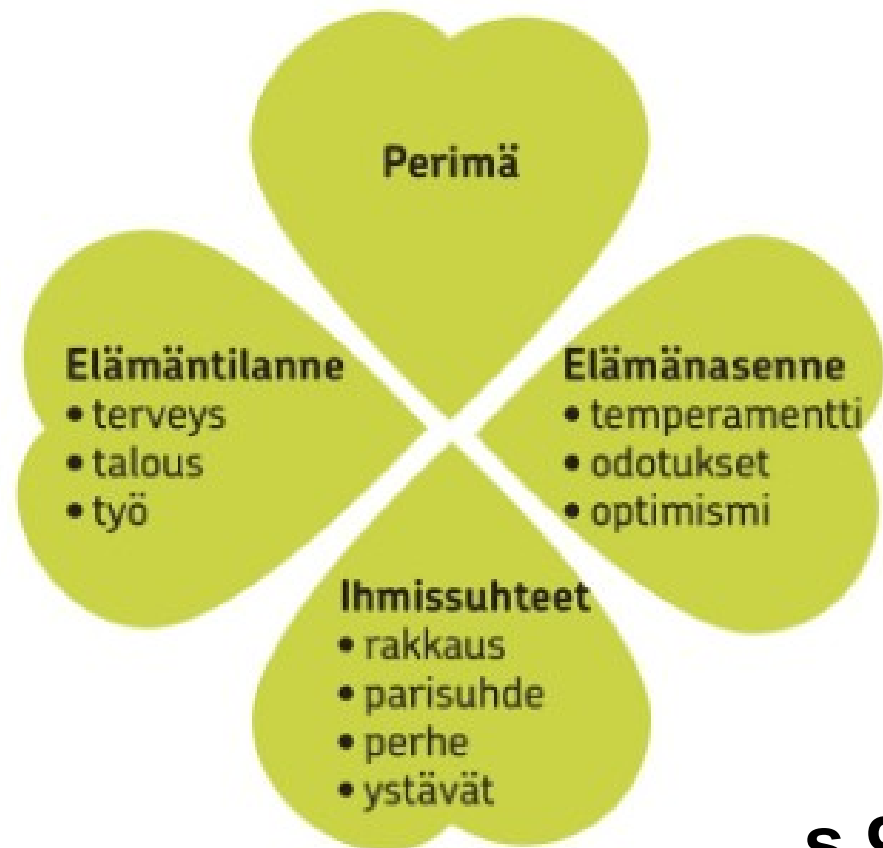 Perimä
Elämäntilanne
• terveys
• talous
• työ
Elämänasenne
• temperamentti
• odotukset
• optimismi
Ihmissuhteet
• rakkaus
• parisuhde
• perhe
• ystävät